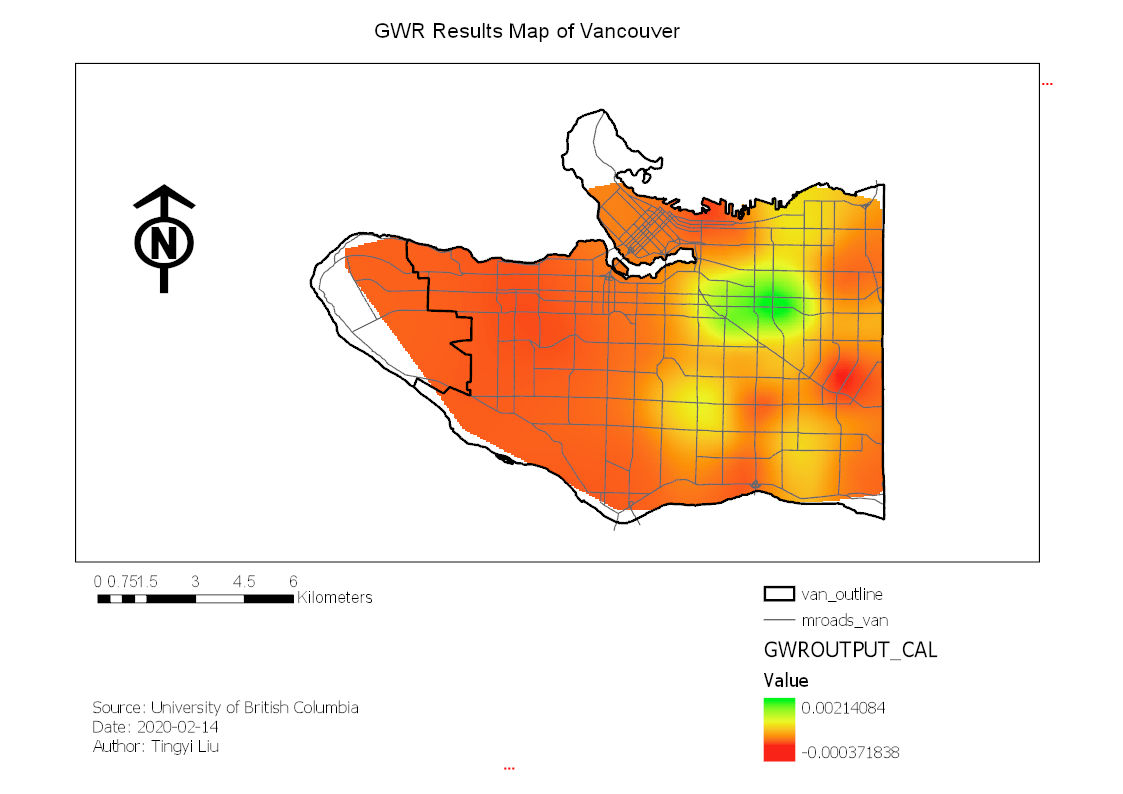 GWR Results Map of Vancouver
...
N
0 0.751.5 3 4.5 6
Kilometers
van_outline
mroads_van
GWROUTPUT_CAL
Value
0.00214084
-0.000371838
Source: University of British Columbia
Date: 2020-02-14
Author: Tingyi Liu
...